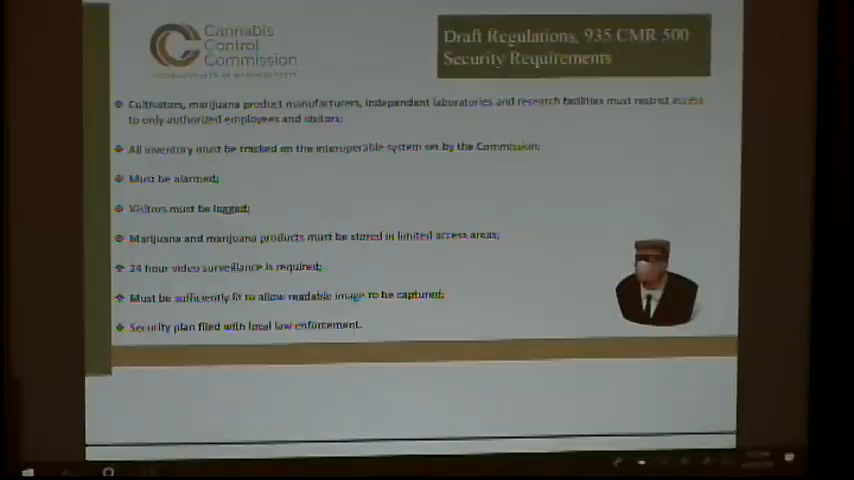 Cannabis
Control
Commission
Draft Regulations, 935 CMR 500
Security Requirements
Cultivators, marijuana product manufacturers, independent laboratories and research facilities must restrict access
to only authorized employees and visitors;
All inventory must be tracked on the interoperable system set by the Commission;
Must be alarmed;
Visitors must be logged;
Marijuana and marijuana products must be stored in limited access areas;
24 hour video surveillance is required;
Must be sufficiently fit to allow readable image to be captured;
Security plan filed with local law enforcement.